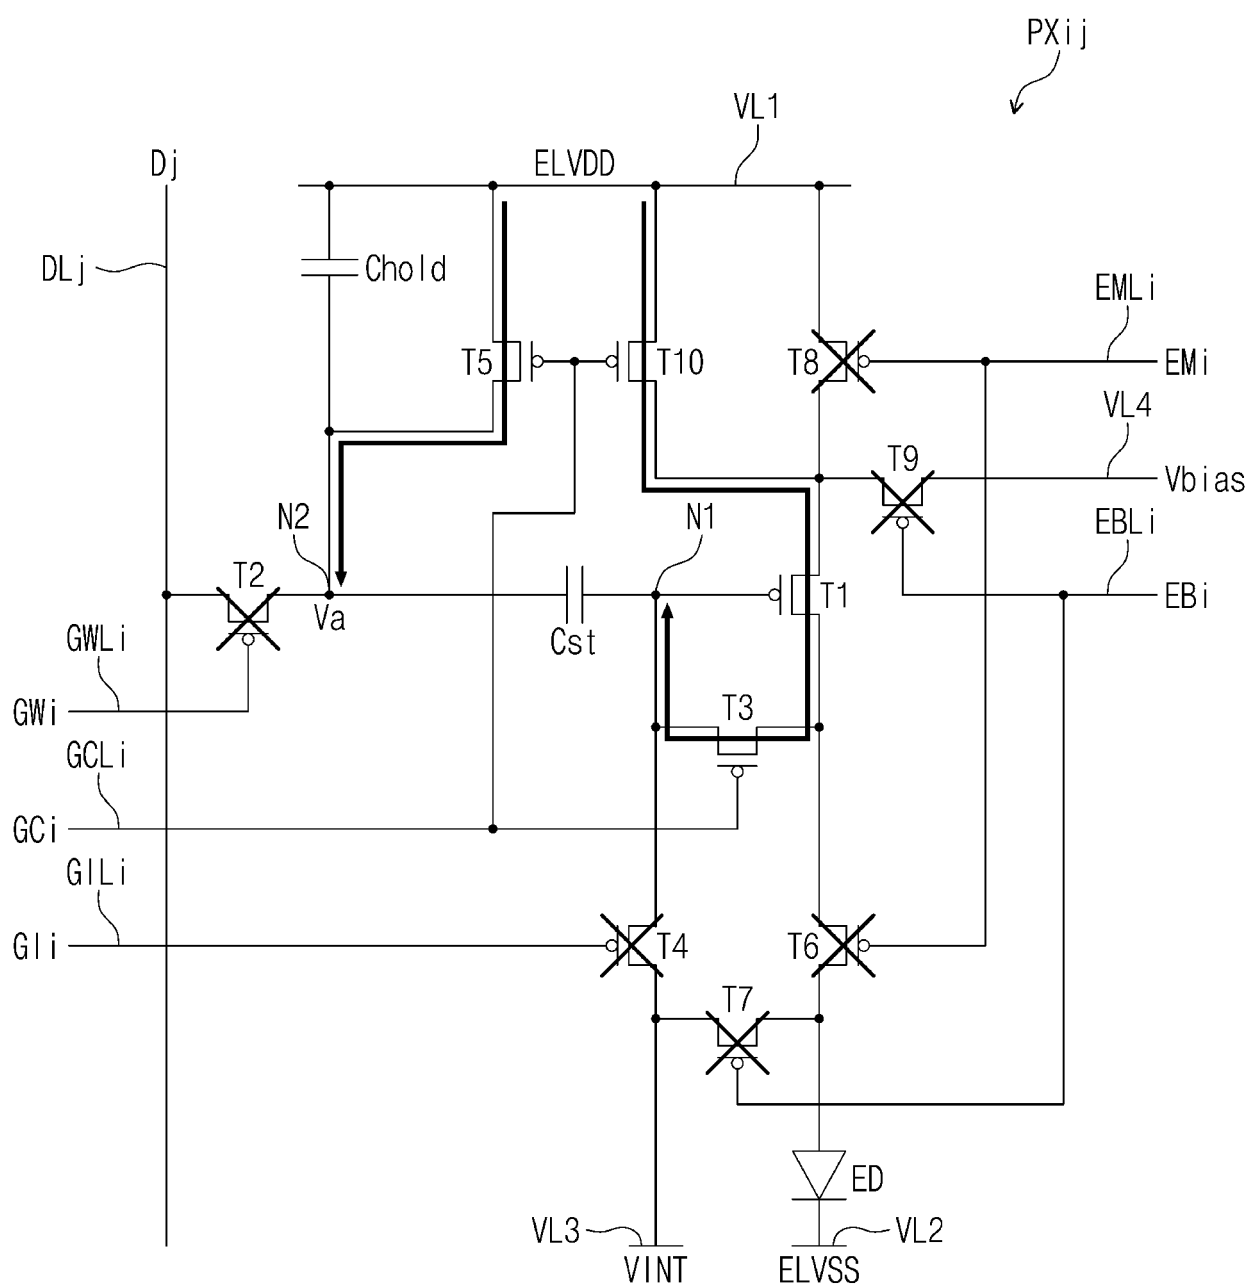 PXij
VL1
Dj
ELVDD
DLj
Chold
EMLi
T5
T10
T8
EMi
VL4
T9
Vbias
N2
N1
EBLi
T2
T1
EBi
Va
Cst
GWLi
GWi
T3
GCLi
GCi
GILi
GIi
T4
T6
T7
ED
VL3
VL2
VINT
ELVSS